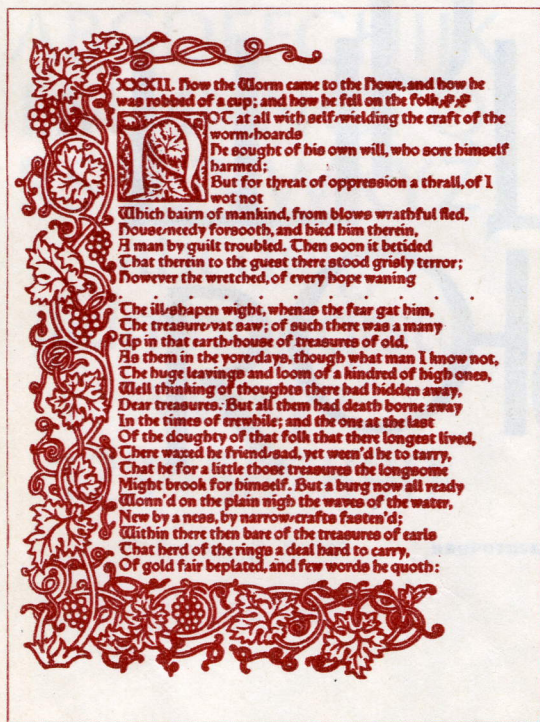 XXXII. How the Worm came to the Howe, and how he
was robbed of a cup; and how he fell on the folk
NOT at all with self-wielding the craft of the
worm-hoards
He sought of his own will, who sore himself
harmed;
But for threat of oppression a thrall, of I
wot not
Which bairn of mankind, from blows wrathful fled,
House-needy forsooth, and hied him therein,
A man by guilt troubled. Then soon it betided
That therein to the guest there stood grisly terror;
However the wretched, of every hope waning
. . . . . . . . . . . .
The ill-shapen wight, whenas the fear gat him,
The treasure-vat saw; of such there was a many
Up in that earth-house of treasures of old,
As them in the yore-days, though what man I know not,
The huge leavings and loom of a kindred of high ones,
Well thinking of thoughts there had hidden away,
Dear treasures. But all them had death borne away
In the times of erewhile; and the one at the last
Of the doughty of that folk that there longest lived,
There waxed he friend-sad, yet ween'd he to tarry,
That he for a little those treasures the longsome
Might brook for himself. But a burg now all ready
Wonn'd on the plain nigh the waves of the water,
New by a ness, by narrow-crafts fasten'd;
Within there then bare of the treasures of earls
That herd of the rings a deal hard to carry,
Of gold fair beplated, and few words he quoth: